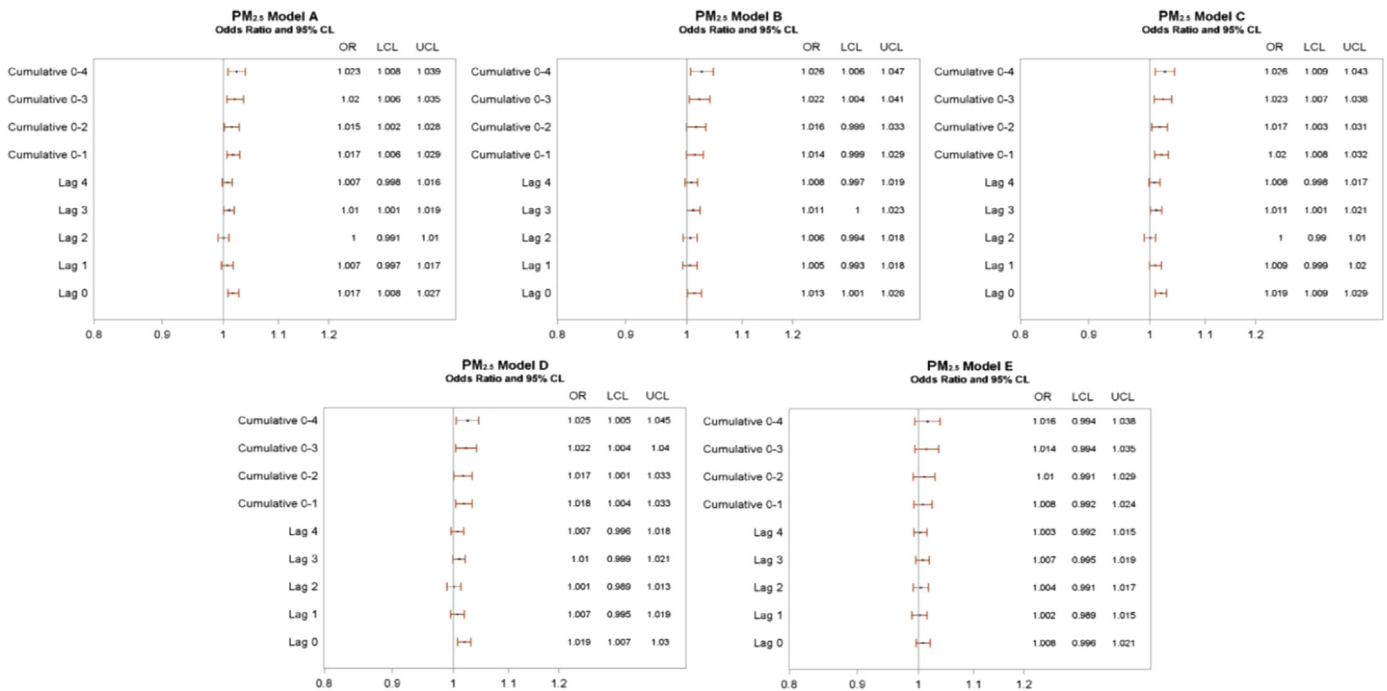 PM2.5 Model A
Odds Ratio and 95% CL
OR LCL UCL
Cumulative 0-4 1.023 1.008 1.039
Cumulative 0-3 1.02 1.006 1.035
Cumulative 0-2 1.015 1.002 1.028
Cumulative 0-1 1.017 1.006 1.029
Lag 4 1.007 0.998 1.016
Lag 3 1.01 1.001 1.019
Lag 2 1 0.991 1.01
Lag 1 1.007 0.997 1.017
Lag 0 1.017 1.008 1.027
0.8 0.9 1 1.1 1.2
PM2.5 Model B
Odds Ratio and 95% CL
OR LCL UCL
Cumulative 0-4 1.026 1.006 1.047
Cumulative 0-3 1.022 1.004 1.041
Cumulative 0-2 1.016 0.999 1.033
Cumulative 0-1 1.014 0.999 1.029
Lag 4 1.008 0.997 1.019
Lag 3 1.011 1 1.023
Lag 2 1.006 0.994 1.018
Lag 1 1.005 0.993 1.018
Lag 0 1.013 1.001 1.026
0.8 0.9 1 1.1 1.2
PM2.5 Model C
Odds Ratio and 95% CL
OR LCL UCL
Cumulative 0-4 1.026 1.009 1.043
Cumulative 0-3 1.023 1.007 1.038
Cumulative 0-2 1.017 1.003 1.031
Cumulative 0-1 1.02 1.008 1.032
Lag 4 1.008 0.998 1.017
Lag 3 1.011 1.001 1.021
Lag 2 1 0.99 1.01
Lag 1 1.009 0.999 1.02
Lag 0 1.019 1.009 1.029
0.8 0.9 1 1.1 1.2
PM2.5 Model D
Odds Ratio and 95% CL
OR LCL UCL
Cumulative 0-4 1.025 1.005 1.045
Cumulative 0-3 1.022 1.004 1.04
Cumulative 0-2 1.017 1.001 1.033
Cumulative 0-1 1.018 1.004 1.033
Lag 4 1.007 0.996 1.018
Lag 3 1.01 0.999 1.021
Lag 2 1.001 0.989 1.013
Lag 1 1.007 0.995 1.019
Lag 0 1.019 1.007 1.03
0.8 0.9 1 1.1 1.2
PM2.5 Model E
Odds Ratio and 95% CL
OR LCL UCL
Cumulative 0-4 1.016 0.994 1.038
Cumulative 0-3 1.014 0.994 1.035
Cumulative 0-2 1.01 0.991 1.029
Cumulative 0-1 1.008 0.992 1.024
Lag 4 1.003 0.992 1.015
Lag 3 1.007 0.995 1.019
Lag 2 1.004 0.991 1.017
Lag 1 1.002 0.989 1.015
Lag 0 1.008 0.996 1.021
0.8 0.9 1 1.1 1.2